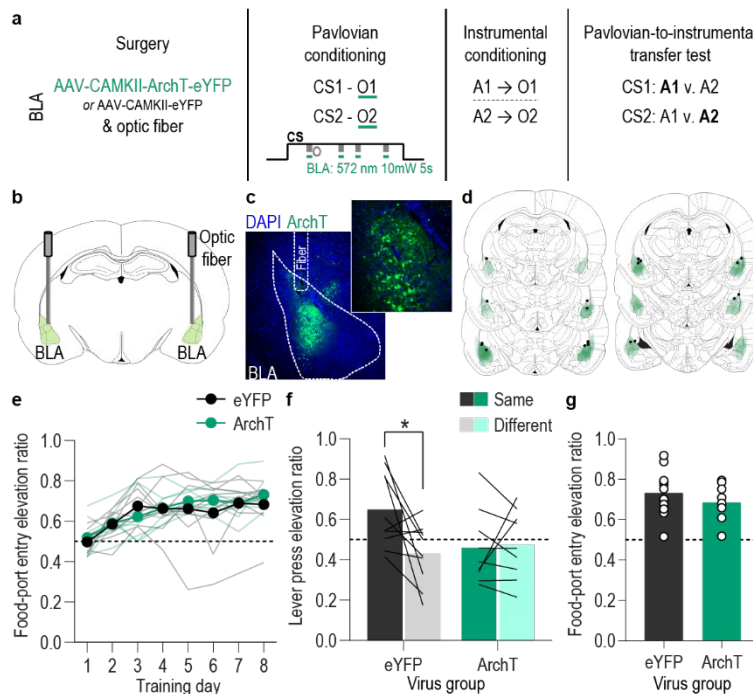 a
Surgery
BLA
AAV-CAMKII-ArchT-eYFP
or AAV-CAMKII-eYFP
& optic fiber
Pavlovian
conditioning
CS1 - O1
CS2 - O2
CS
BLA: 572 nm 10mW 5s
Instrumental
conditioning
A1 → O1
A2 → O2
Pavlovian-to-instrumental
transfer test
CS1: A1 v. A2
CS2: A1 v. A2
b
Optic
fiber
BLA
BLA
c
DAPI ArchT
Fiber
BLA
d
e
eYFP
ArchT
Food-port entry elevation ratio
1.0
0.8
0.6
0.4
0.2
0.0
1 2 3 4 5 6 7 8
Training day
f
Same
Different
*
Lever press elevation ratio
1.0
0.8
0.6
0.4
0.2
0.0
eYFP ArchT
Virus group
g
Food-port entry elevation ratio
1.0
0.8
0.6
0.4
0.2
0.0
eYFP ArchT
Virus group